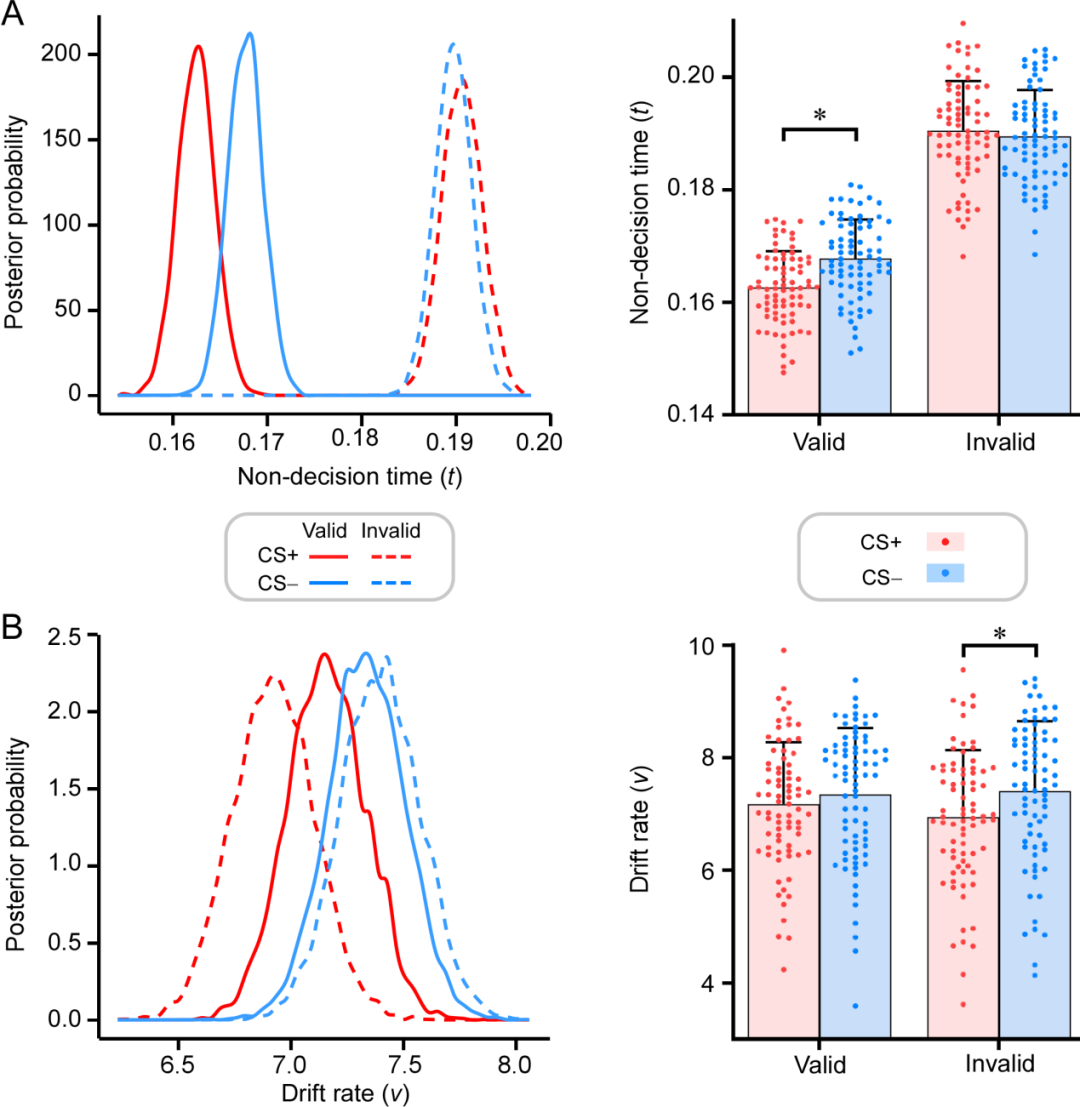 A
Posterior probability
200
150
100
50
0
0.16 0.17 0.18 0.19 0.20
Non-decision time (t)
Non-decision time (t)
0.20
0.18
0.16
0.14
*
Valid Invalid
Valid Invalid
CS+
CS–
CS+
CS–
B
Posterior probability
2.5
2.0
1.5
1.0
0.5
0.0
6.5 7.0 7.5 8.0
Drift rate (v)
Drift rate (v)
10
8
6
4
*
Valid Invalid